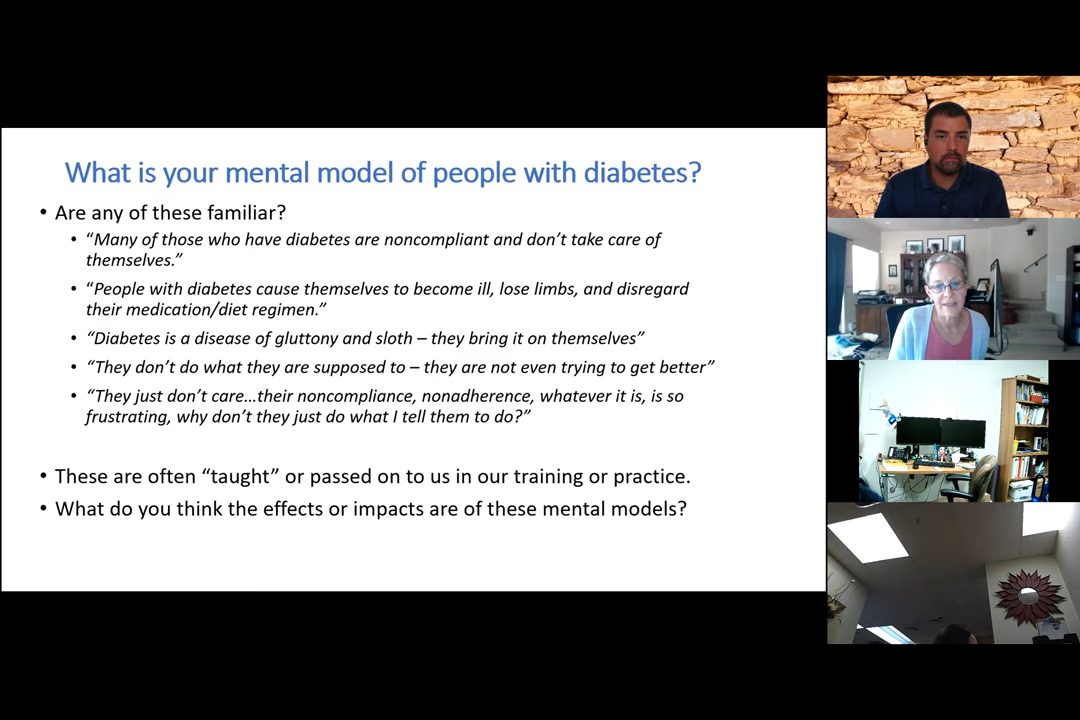 What is your mental model of people with diabetes?
• Are any of these familiar?
• “Many of those who have diabetes are noncompliant and don’t take care of
themselves.”
• “People with diabetes cause themselves to become ill, lose limbs, and disregard
their medication/diet regimen.”
• “Diabetes is a disease of gluttony and sloth – they bring it on themselves”
• “They don’t do what they are supposed to – they are not even trying to get better”
• “They just don’t care…their noncompliance, nonadherence, whatever it is, is so
frustrating, why don’t they just do what I tell them to do?”
• These are often “taught” or passed on to us in our training or practice.
• What do you think the effects or impacts are of these mental models?